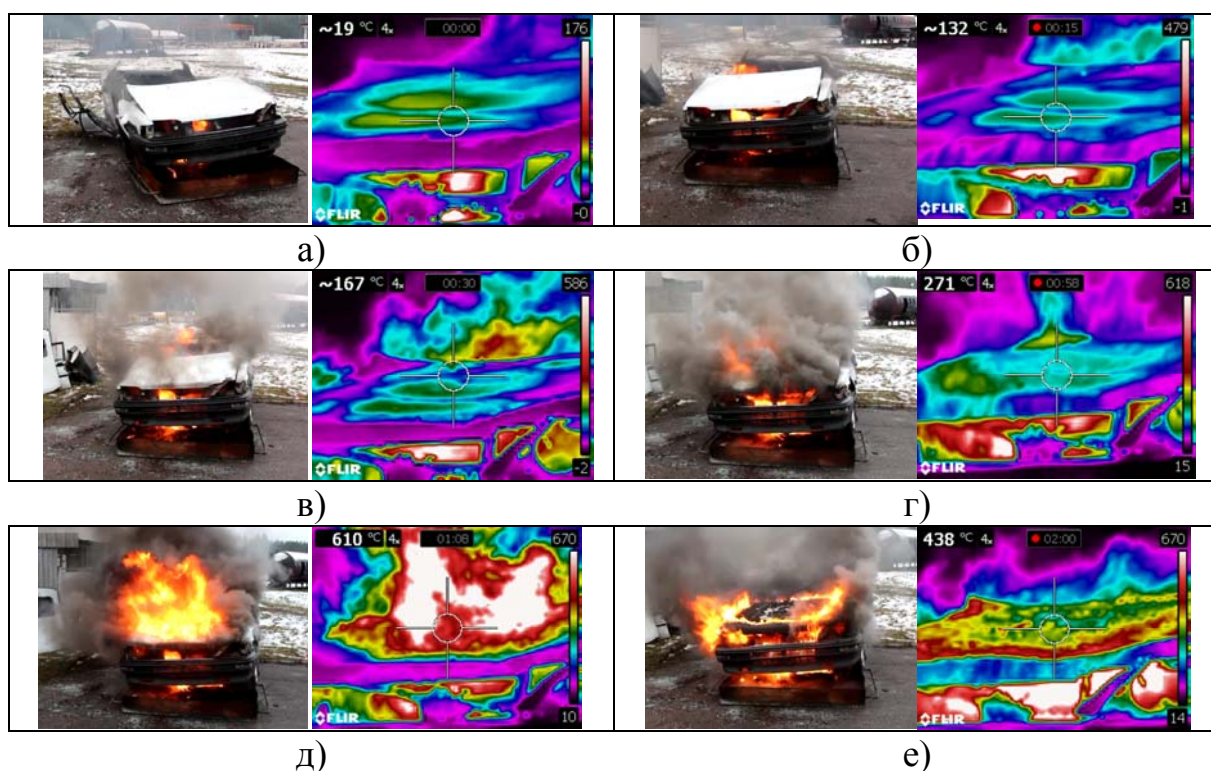 ~19 °C 4x 00:00 176
FLIR -0
~132 °C 4x 00:15 479
FLIR -1
а) б)
~167 °C 4x 00:30 586
FLIR -2
271 °C 4x 00:58 618
FLIR 15
в) г)
610 °C 4x 01:08 670
FLIR 10
438 °C 4x 02:00 670
FLIR 14
д) е)